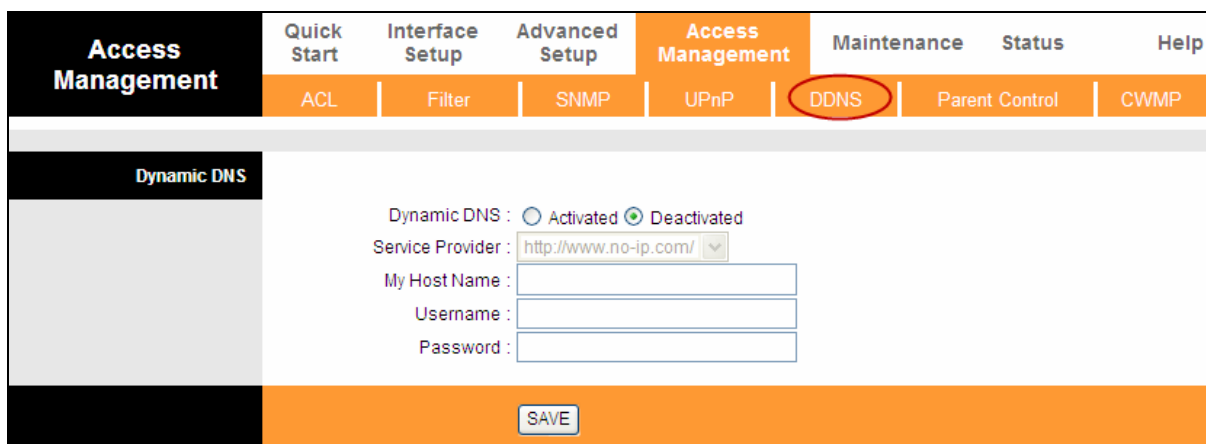 Access Management
Quick Start
Interface Setup
Advanced Setup
Access Management
Maintenance
Status
Help
ACL
Filter
SNMP
UPnP
DDNS
Parent Control
CWMP
Dynamic DNS
Dynamic DNS : Activated Deactivated
Service Provider : http://www.no-ip.com/
My Host Name :
Username :
Password :
SAVE